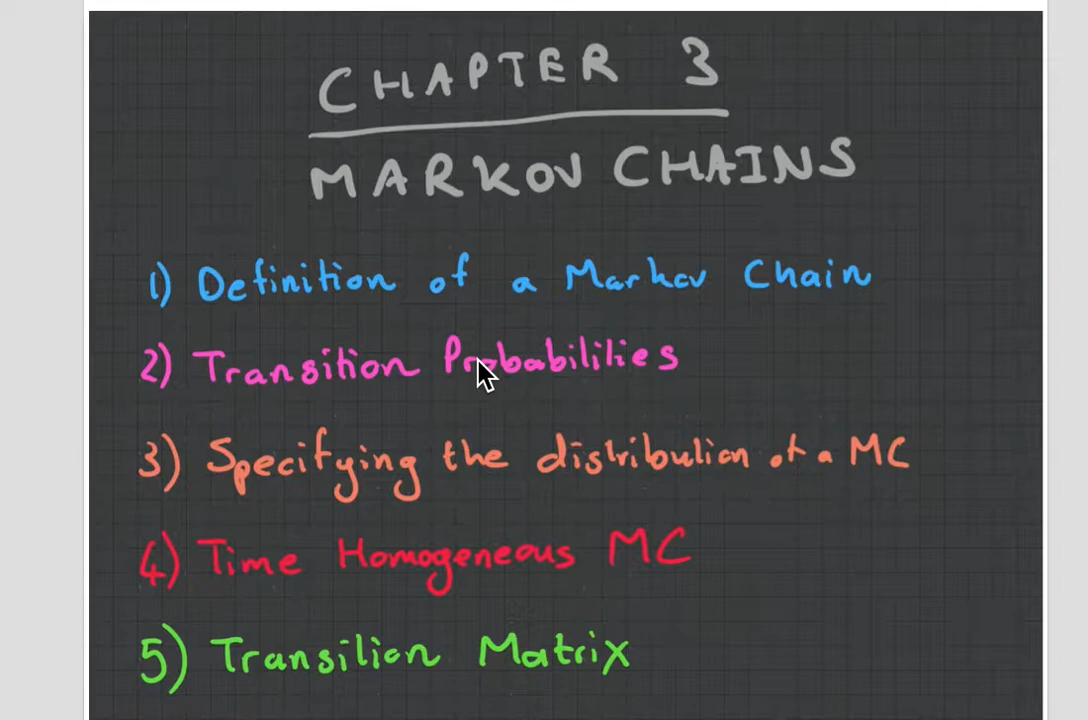 CHAPTER 3
MARKOV CHAINS
1) Definition of a Markov Chain
2) Transition Probabilities
3) Specifying the distribution of a MC
4) Time Homogeneous MC
5) Transition Matrix